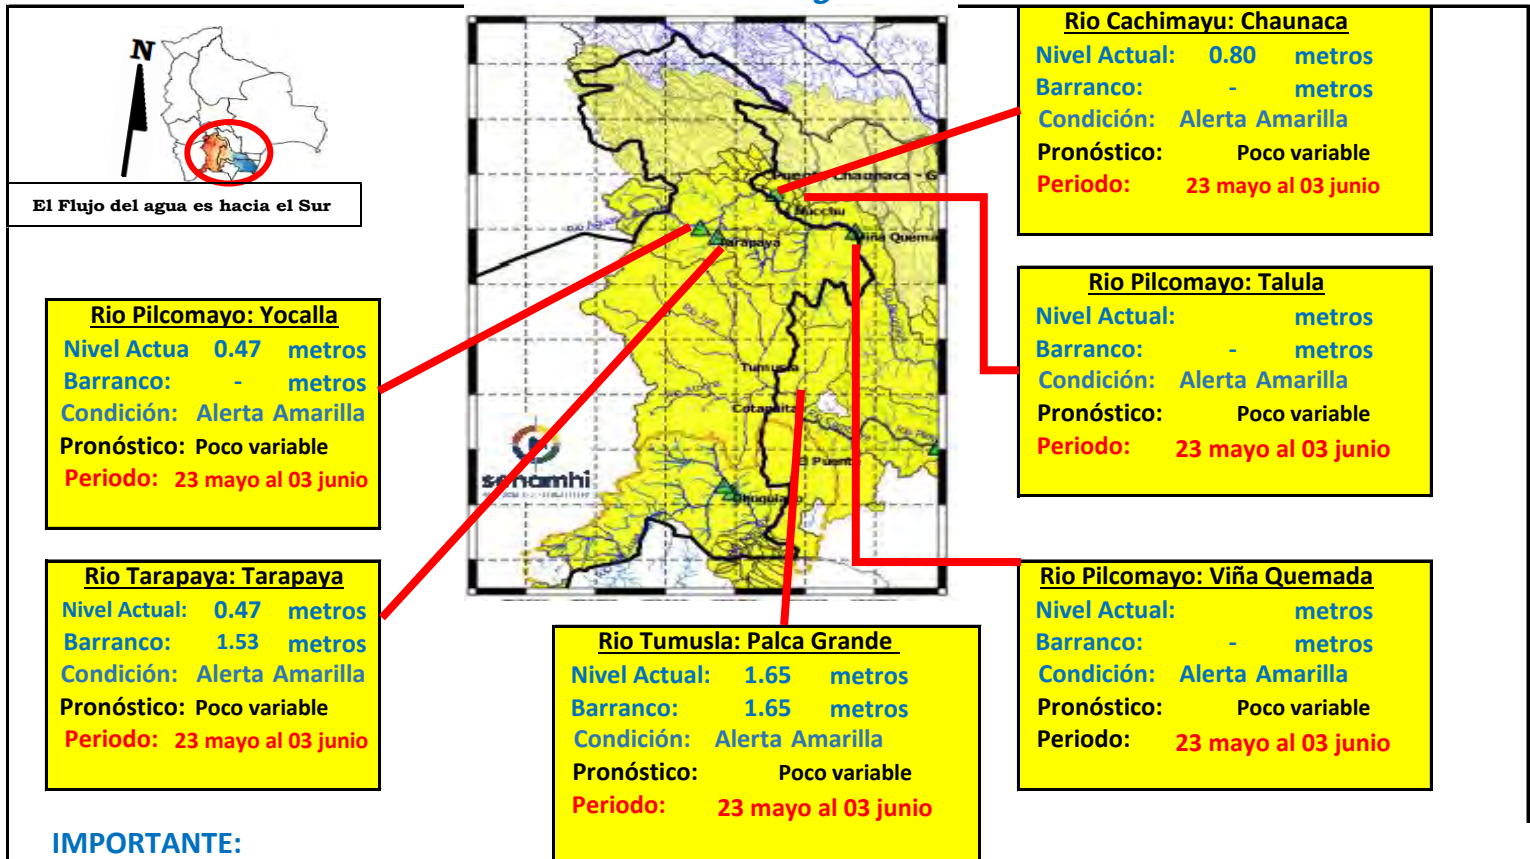 N
El Flujo del agua es hacia el Sur
Rio Pilcomayo: Yocalla
Nivel Actua 0.47 metros
Barranco: - metros
Condición: Alerta Amarilla
Pronóstico: Poco variable
Periodo: 23 mayo al 03 junio
Rio Tarapaya: Tarapaya
Nivel Actual: 0.47 metros
Barranco: 1.53 metros
Condición: Alerta Amarilla
Pronóstico: Poco variable
Periodo: 23 mayo al 03 junio
Puente Chaunaca - G
Tarapaya
Viña Quema
Tumusla
Cotagaita
El Puente
senamhi
Rio Tumusla: Palca Grande
Nivel Actual: 1.65 metros
Barranco: 1.65 metros
Condición: Alerta Amarilla
Pronóstico: Poco variable
Periodo: 23 mayo al 03 junio
Rio Cachimayu: Chaunaca
Nivel Actual: 0.80 metros
Barranco: - metros
Condición: Alerta Amarilla
Pronóstico: Poco variable
Periodo: 23 mayo al 03 junio
Rio Pilcomayo: Talula
Nivel Actual: metros
Barranco: - metros
Condición: Alerta Amarilla
Pronóstico: Poco variable
Periodo: 23 mayo al 03 junio
Rio Pilcomayo: Viña Quemada
Nivel Actual: metros
Barranco: - metros
Condición: Alerta Amarilla
Pronóstico: Poco variable
Periodo: 23 mayo al 03 junio
IMPORTANTE: